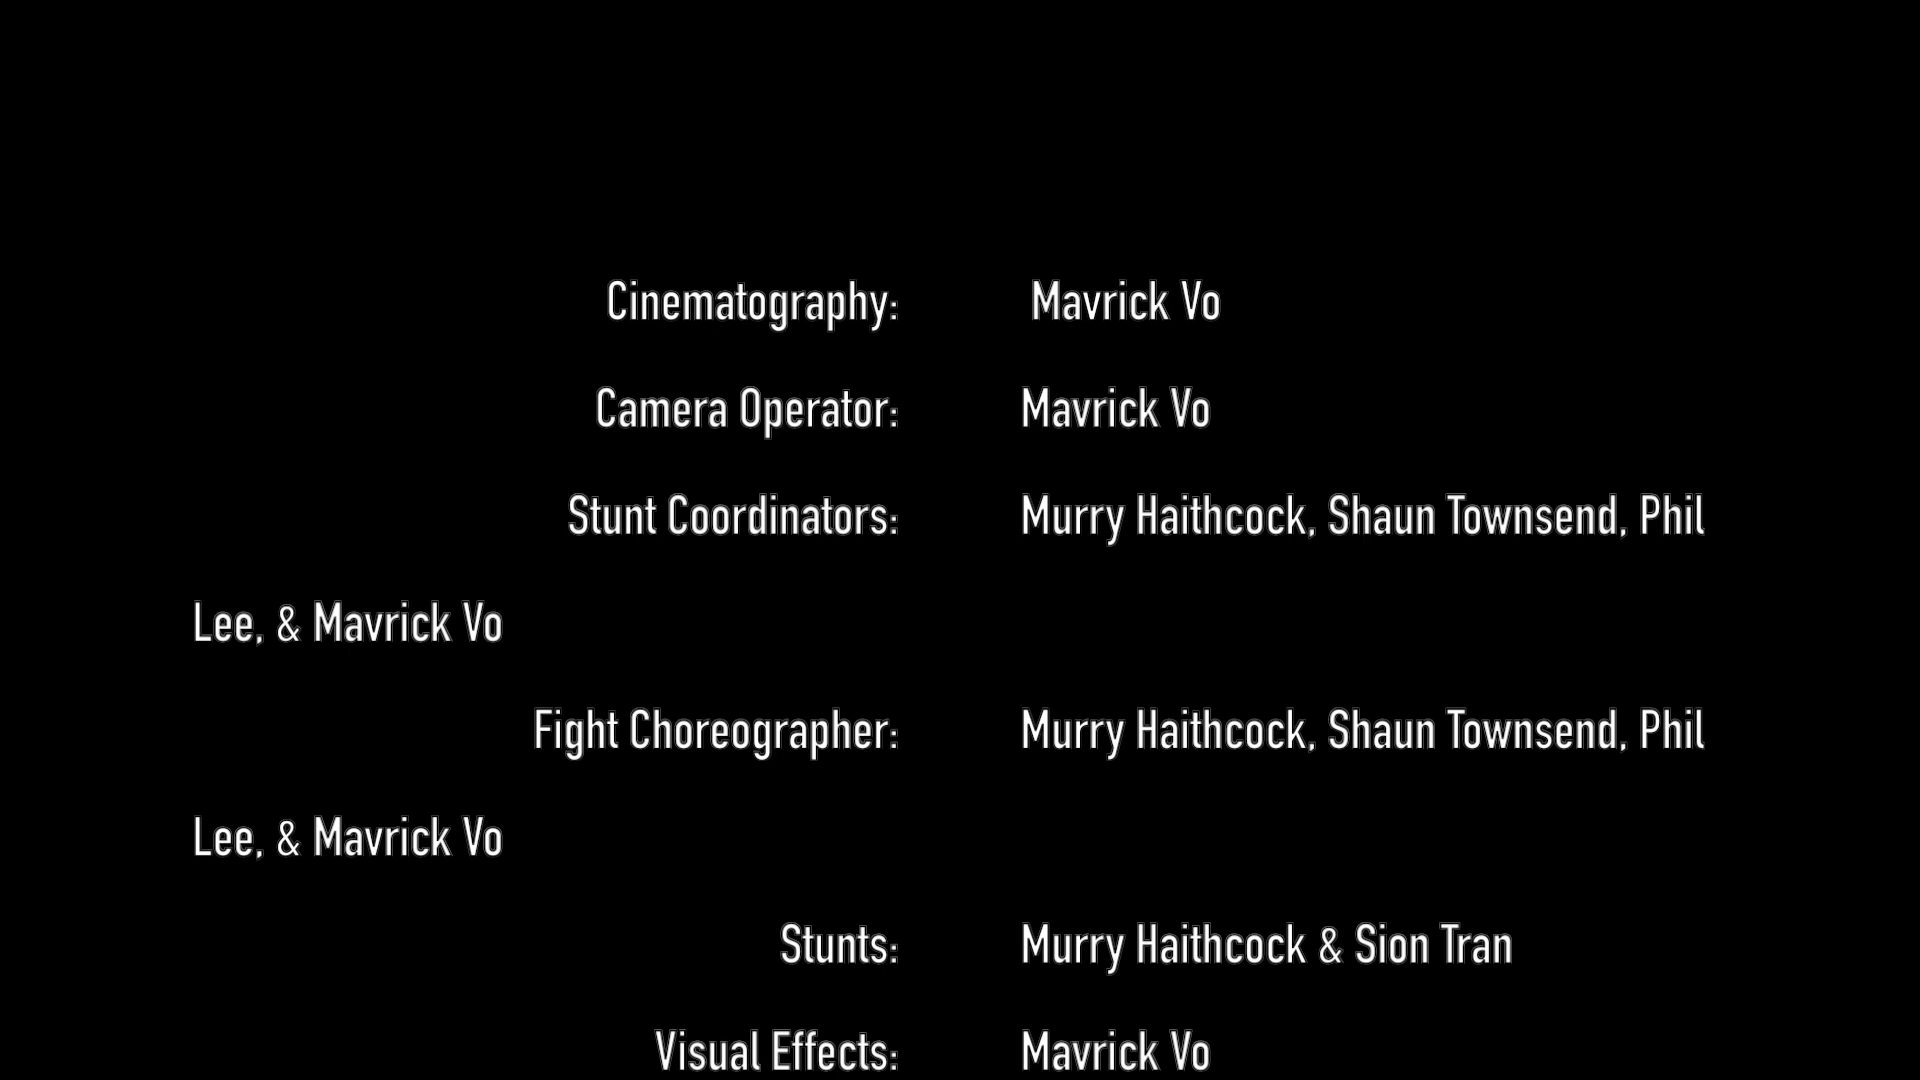 Cinematography: Mavrick Vo
Camera Operator: Mavrick Vo
Stunt Coordinators: Murry Haithcock, Shaun Townsend, Phil
Lee, & Mavrick Vo
Fight Choreographer: Murry Haithcock, Shaun Townsend, Phil
Lee, & Mavrick Vo
Stunts: Murry Haithcock & Sion Tran
Visual Effects: Mavrick Vo